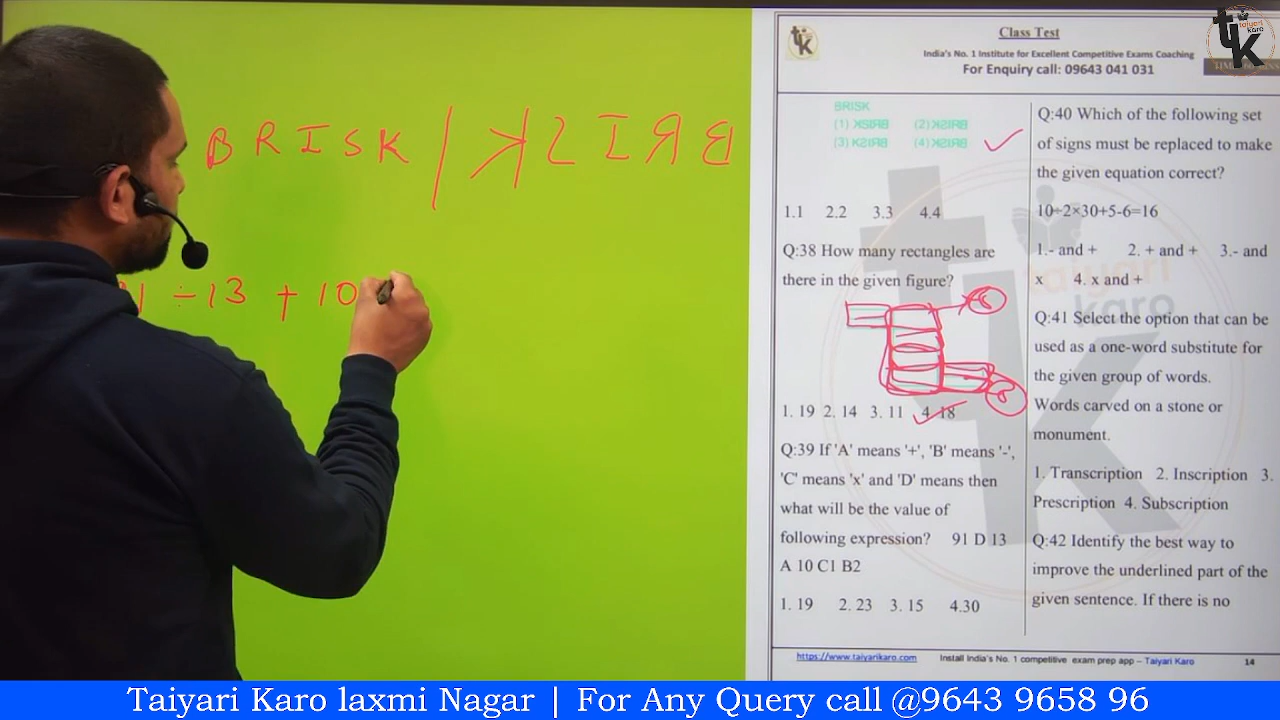 BRISK / KSIRB
91 ÷ 13 + 10
Class Test
India's No. 1 Institute for Excellent Competitive Exams Coaching
For Enquiry call: 09643 041 031
BRISK
(1) (2)
(3) (4)
1.1 2.2 3.3 4.4
Q:38 How many rectangles are
there in the given figure?
1. 19 2. 14 3. 11 4 18
Q:39 If 'A' means '+', 'B' means '-',
'C' means 'x' and 'D' means then
what will be the value of
following expression? 91 D 13
A 10 C1 B2
1. 19 2. 23 3. 15 4.30
Q:40 Which of the following set
of signs must be replaced to make
the given equation correct?
10÷2×30+5-6=16
1.- and + 2. + and + 3.- and
x 4. x and +
Q:41 Select the option that can be
used as a one-word substitute for
the given group of words.
Words carved on a stone or
monument.
1. Transcription 2. Inscription 3.
Prescription 4. Subscription
Q:42 Identify the best way to
improve the underlined part of the
given sentence. If there is no
https://www.taiyarikaro.com Install India's No. 1 competitive exam prep app – Taiyari Karo 14
taiyari
karo
Taiyari Karo laxmi Nagar | For Any Query call @9643 9658 96